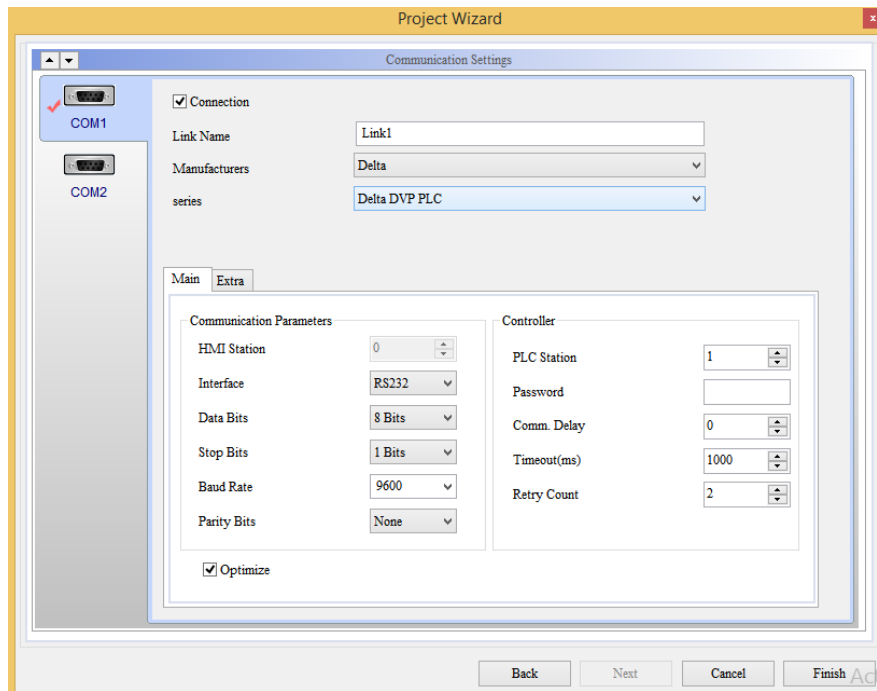 Project Wizard
x
Communication Settings
COM1
COM2
Connection
Link Name Link1
Manufacturers Delta
series Delta DVP PLC
Main Extra
Communication Parameters
HMI Station 0
Interface RS232
Data Bits 8 Bits
Stop Bits 1 Bits
Baud Rate 9600
Parity Bits None
Controller
PLC Station 1
Password
Comm. Delay 0
Timeout(ms) 1000
Retry Count 2
Optimize
Back Next Cancel Finish